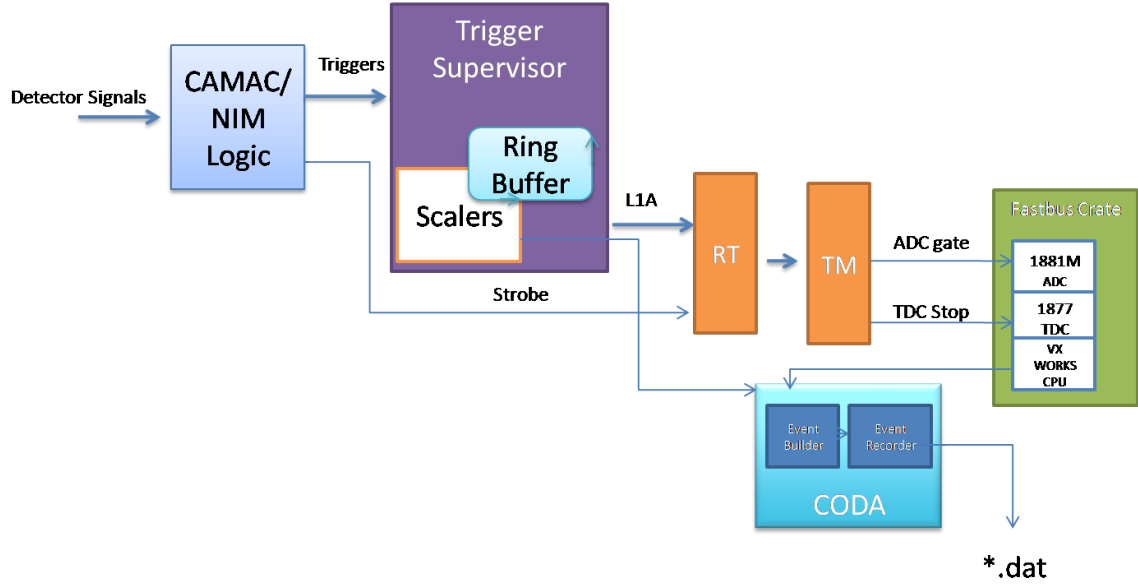 Detector Signals
CAMAC/
NIM
Logic
Triggers
Trigger
Supervisor
Ring
Buffer
Scalers
L1A
Strobe
RT
TM
ADC gate
TDC Stop
Fastbus Crate
1881M
ADC
1877
TDC
VX
WORKS
CPU
Event
Builder
Event
Recorder
CODA
*.dat